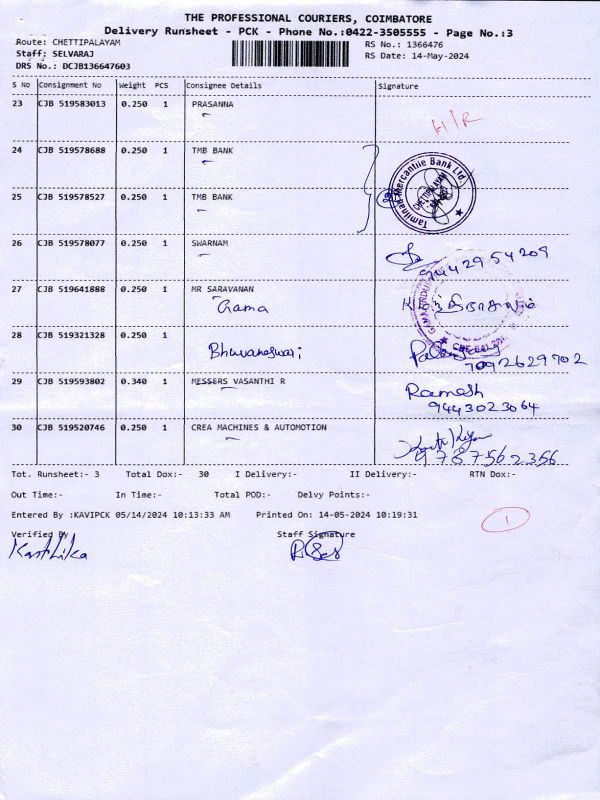 THE PROFESSIONAL COURIERS, COIMBATORE
Delivery Runsheet - PCK - Phone No.:0422-3505555 - Page No.:3
Route: CHETTIPALAYAM
Staff: SELVARAJ
DRS No.: DCJB136647603
RS No.: 1366476
RS Date: 14-May-2024
S No Consignment No Weight PCS Consignee Details Signature
23 CJB 519583013 0.250 1 PRASANNA
H/R
24 CJB 519578688 0.250 1 TMB BANK
Tamilnad Mercantile Bank Ltd
CHETTIPALAYAM
25 CJB 519578527 0.250 1 TMB BANK
26 CJB 519578077 0.250 1 SWARNAM
9442954209
27 CJB 519641888 0.250 1 MR SARAVANAN
Gama
28 CJB 519321328 0.250 1
Bhuvaneswari
7092629702
29 CJB 519593802 0.340 1 MESSERS VASANTHI R
Ramesh
9443023064
30 CJB 519520746 0.250 1 CREA MACHINES & AUTOMOTION
9787562356
Tot. Runsheet:- 3 Total Dox:- 30 I Delivery:- II Delivery:- RTN Dox:-
Out Time:- In Time:- Total POD:- Delvy Points:-
Entered By :KAVIPCK 05/14/2024 10:13:33 AM Printed On: 14-05-2024 10:19:31
1
Verified By Staff Signature
Karthika